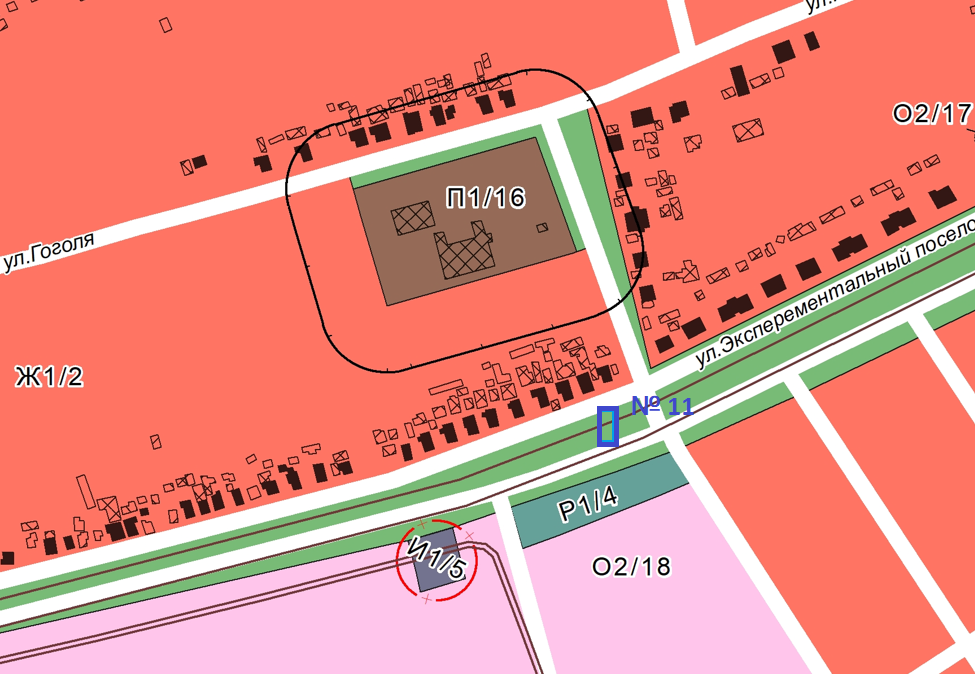 О2/17
П1/16
ул.Гоголя
ул.Эксперементальный посело
Ж1/2
№ 11
Р1/4
И1/5
О2/18